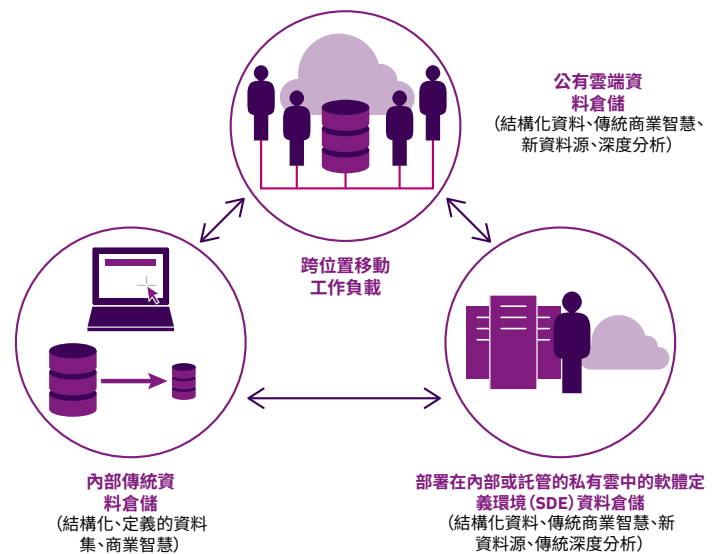 公有雲端資
料倉儲
（結構化資料、傳統商業智慧、
新資料源、深度分析）
跨位置移動
工作負載
內部傳統資
料倉儲
（結構化、定義的資料
集、商業智慧）
部署在內部或託管的私有雲中的軟體定
義環境（SDE）資料倉儲
（結構化資料、傳統商業智慧、新
資料源、傳統深度分析）